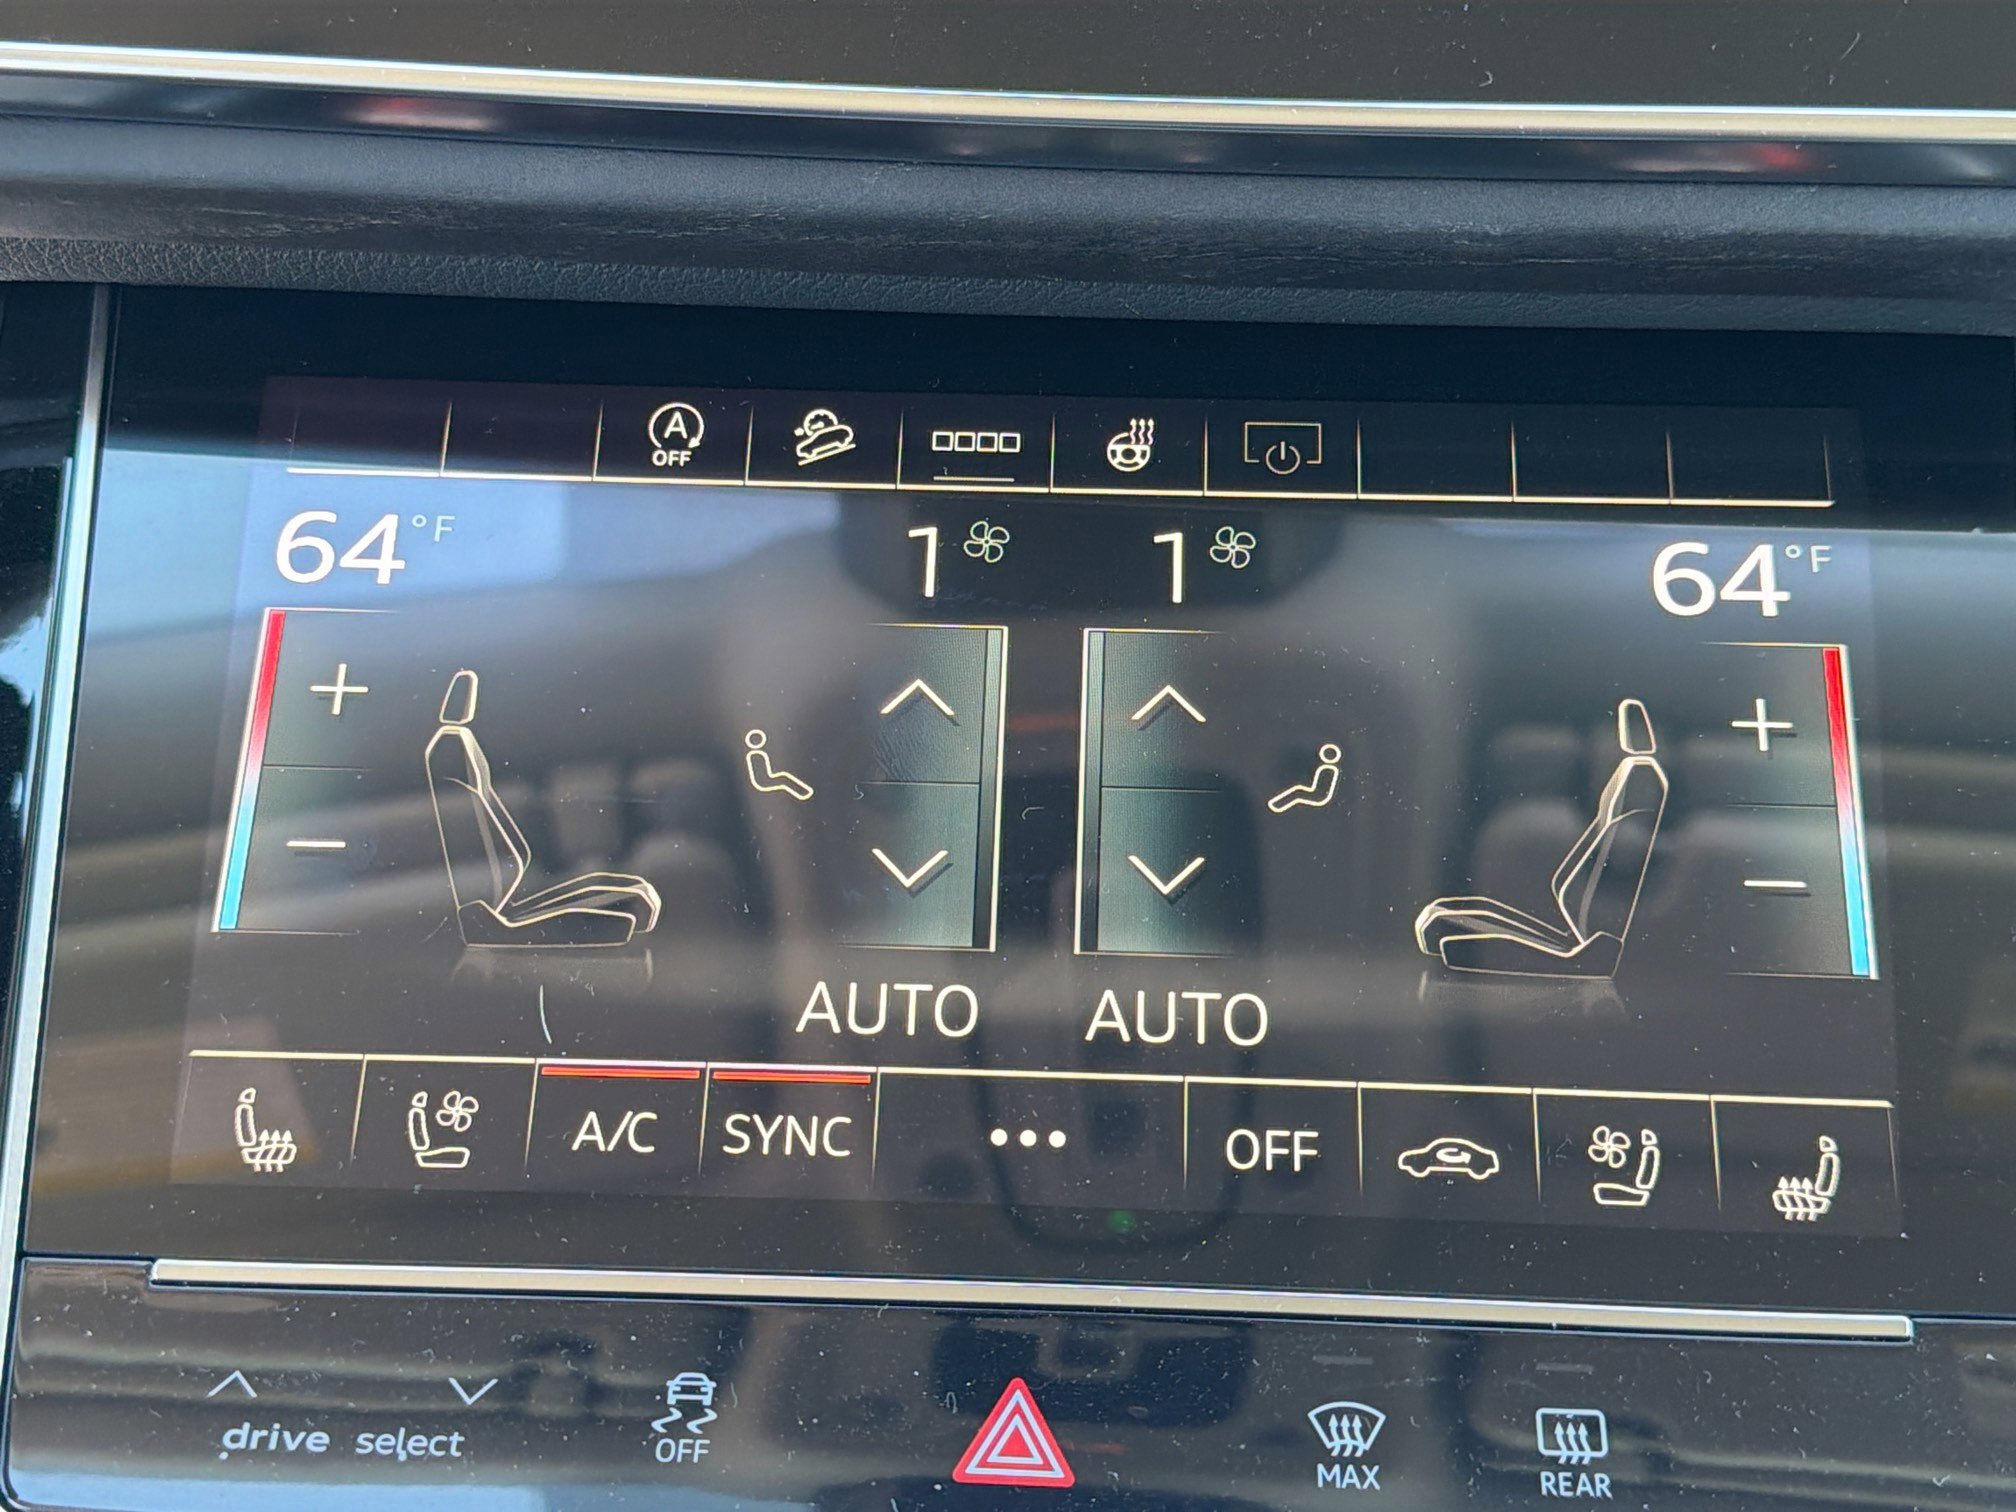 A
OFF
64 °F 1 1 64 °F
AUTO AUTO
A/C SYNC ••• OFF
drive select OFF MAX REAR